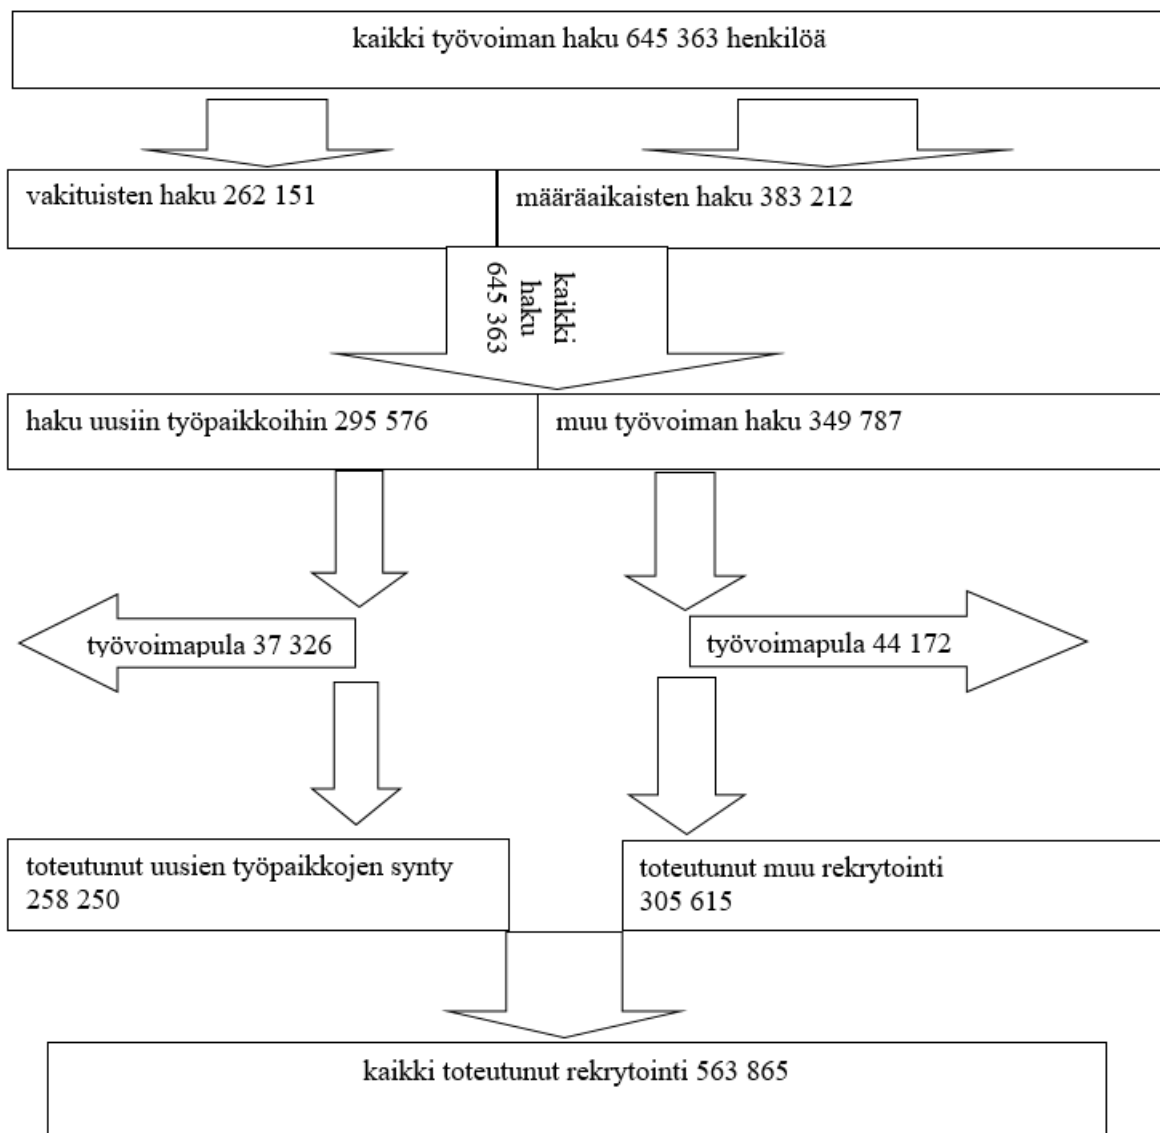 kaikki työvoiman haku 645 363 henkilöä
vakituisten haku 262 151
määräaikaisten haku 383 212
kaikki
haku
645 363
haku uusiin työpaikkoihin 295 576
muu työvoiman haku 349 787
työvoimapula 37 326
työvoimapula 44 172
toteutunut uusien työpaikkojen synty
258 250
toteutunut muu rekrytointi
305 615
kaikki toteutunut rekrytointi 563 865